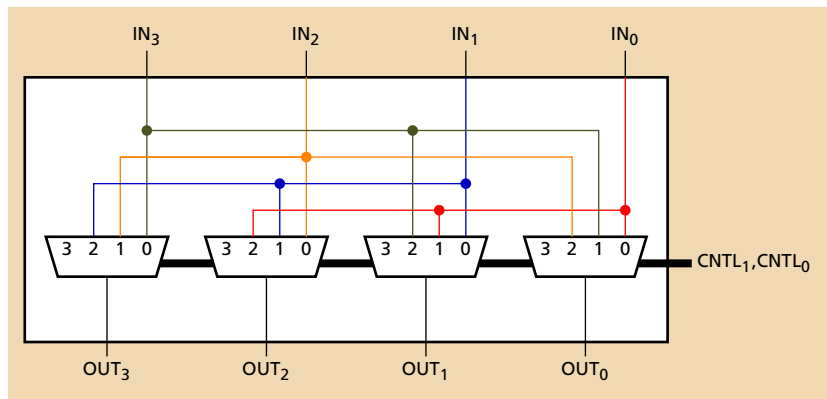 IN3 IN2 IN1 IN0
3 2 1 0 3 2 1 0 3 2 1 0 3 2 1 0
CNTL1,CNTL0
OUT3 OUT2 OUT1 OUT0